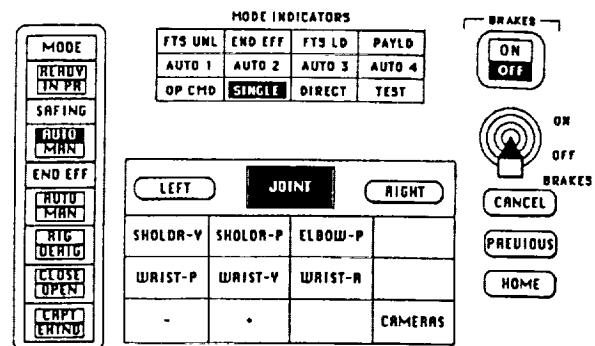 MODE INDICATORS
FTS UNL END EFF FTS LD PAYLD
AUTO 1 AUTO 2 AUTO 3 AUTO 4
OP CMD SINGLE DIRECT TEST
MODE
READY
IN PR
SAFING
AUTO
MAN
END EFF
AUTO
MAN
RIG
DERIG
CLOSE
OPEN
CAPT
EXTND
LEFT JOINT RIGHT
SHOLDR-Y SHOLDR-P ELBOW-P
WRIST-P WRIST-Y WRIST-R
- + CAMERAS
BRAKES
ON
OFF
ON
OFF
BRAKES
CANCEL
PREVIOUS
HOME